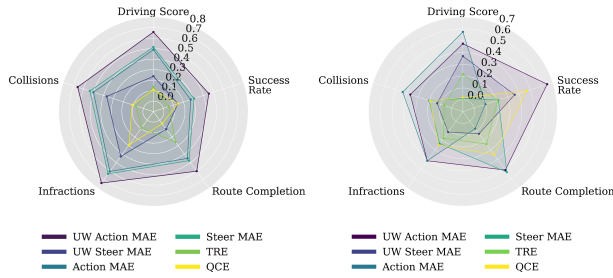 Driving Score
0.8
0.7
0.6
0.5
0.4
0.3
0.2
0.1
0.0
Success
Rate
Collisions
Infractions
Route Completion
UW Action MAE
UW Steer MAE
Action MAE
Steer MAE
TRE
QCE
Driving Score
0.7
0.6
0.5
0.4
0.3
0.2
0.1
0.0
Success
Rate
Collisions
Infractions
Route Completion
UW Action MAE
UW Steer MAE
Action MAE
Steer MAE
TRE
QCE